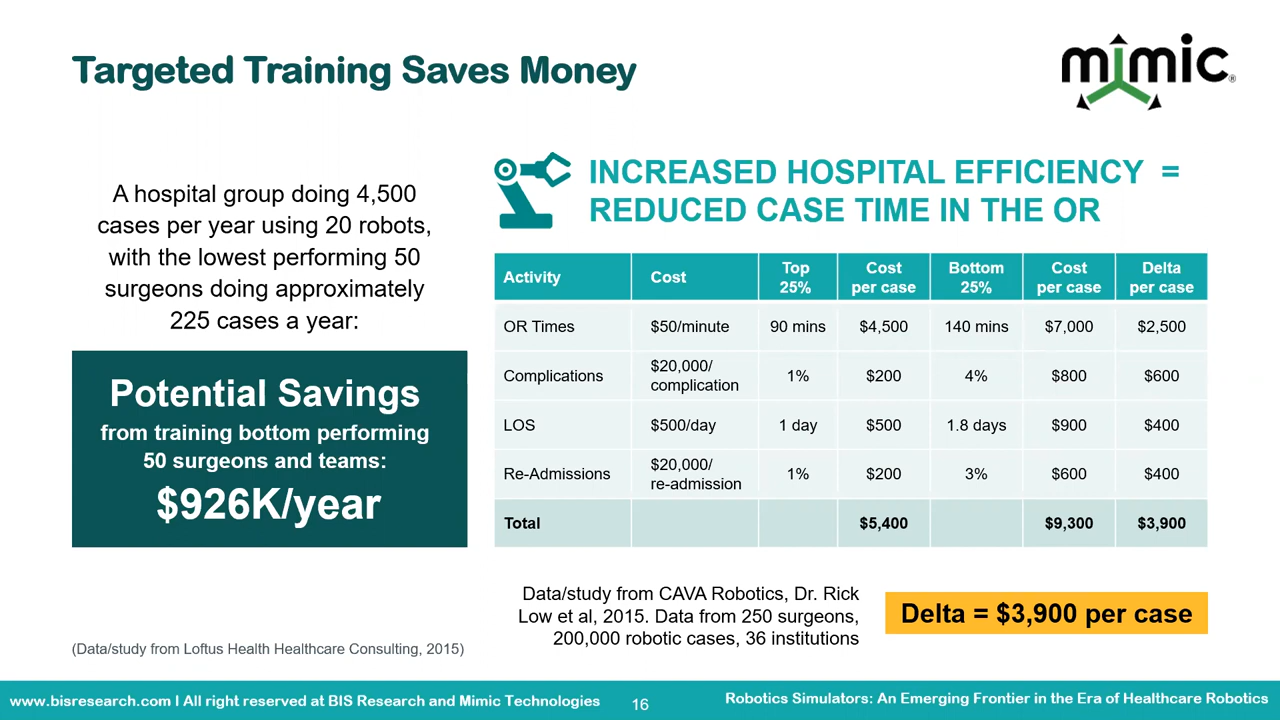 Targeted Training Saves Money
mimic®
A hospital group doing 4,500
cases per year using 20 robots,
with the lowest performing 50
surgeons doing approximately
225 cases a year:
Potential Savings
from training bottom performing
50 surgeons and teams:
$926K/year
(Data/study from Loftus Health Healthcare Consulting, 2015)
INCREASED HOSPITAL EFFICIENCY =
REDUCED CASE TIME IN THE OR
Activity Cost Top 25% Cost per case Bottom 25% Cost per case Delta per case
OR Times $50/minute 90 mins $4,500 140 mins $7,000 $2,500
Complications $20,000/ complication 1% $200 4% $800 $600
LOS $500/day 1 day $500 1.8 days $900 $400
Re-Admissions $20,000/ re-admission 1% $200 3% $600 $400
Total $5,400 $9,300 $3,900
Data/study from CAVA Robotics, Dr. Rick
Low et al, 2015. Data from 250 surgeons,
200,000 robotic cases, 36 institutions
Delta = $3,900 per case
www.bisresearch.com I All right reserved at BIS Research and Mimic Technologies
16
Robotics Simulators: An Emerging Frontier in the Era of Healthcare Robotics